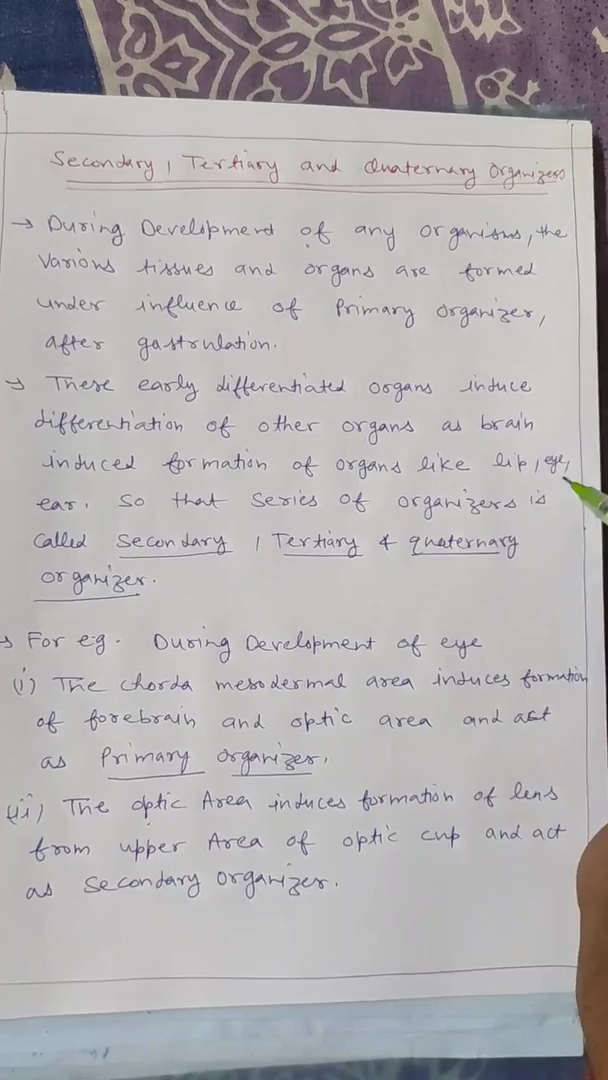 Secondary, Tertiary and Quaternary Organizers
→ During Development of any organisms, the
various tissues and organs are formed
under influence of Primary organizer,
after gastrulation.
→ These early differentiated organs induce
differentiation of other organs as brain
induced formation of organs like lip, eye,
ear. So that series of organizers is
called secondary, Tertiary & quaternary
organizer.
→ For eg. During Development of eye
(i) The chorda mesodermal area induces formation
of forebrain and optic area and act
as Primary organizer.
(ii) The optic Area induces formation of lens
from upper Area of optic cup and act
as secondary organizer.